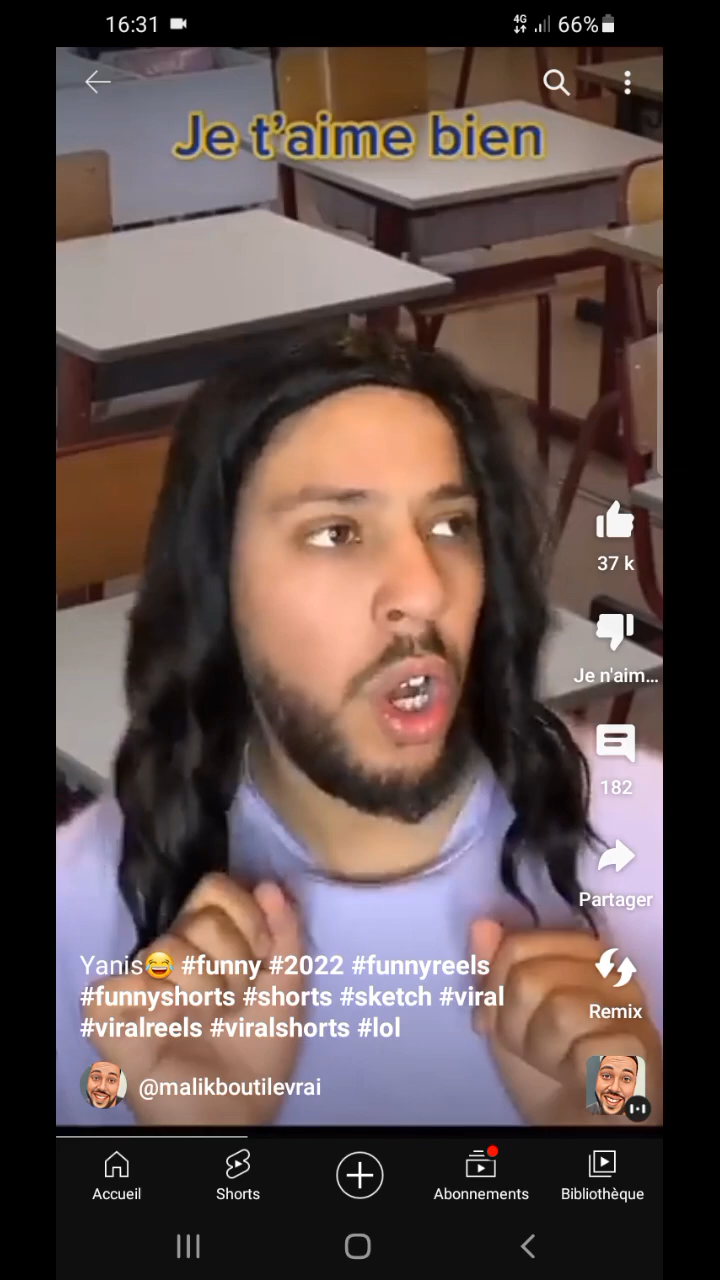 16:31
4G
66%
Je t'aime bien
37 k
Je n'aim...
182
Partager
Yanis😂 #funny #2022 #funnyreels
#funnyshorts #shorts #sketch #viral
#viralreels #viralshorts #lol
Remix
@malikboutilevrai
Accueil
Shorts
Abonnements
Bibliothèque